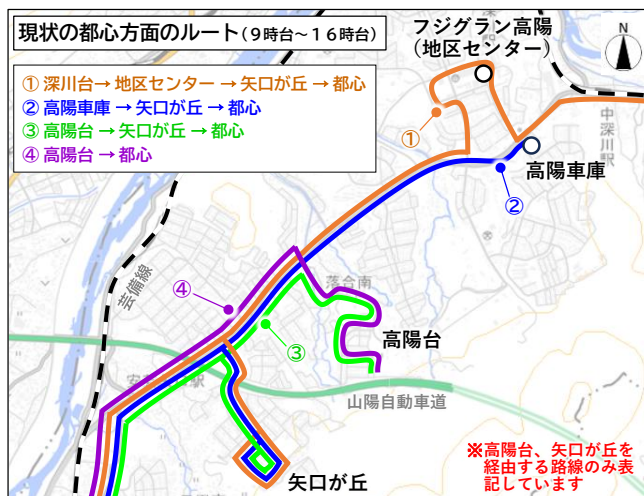 現状の都心方面のルート(9時台～16時台)
① 深川台→ 地区センター → 矢口が丘 → 都心
② 高陽車庫 → 矢口が丘 → 都心
③ 高陽台 → 矢口が丘 → 都心
④ 高陽台 → 都心
フジグラン高陽
(地区センター)
N
中深川駅
①
高陽車庫
②
芸備線
④
落合南
③
高陽台
山陽自動車道
矢口が丘
※高陽台、矢口が丘を
経由する路線のみ表
記しています